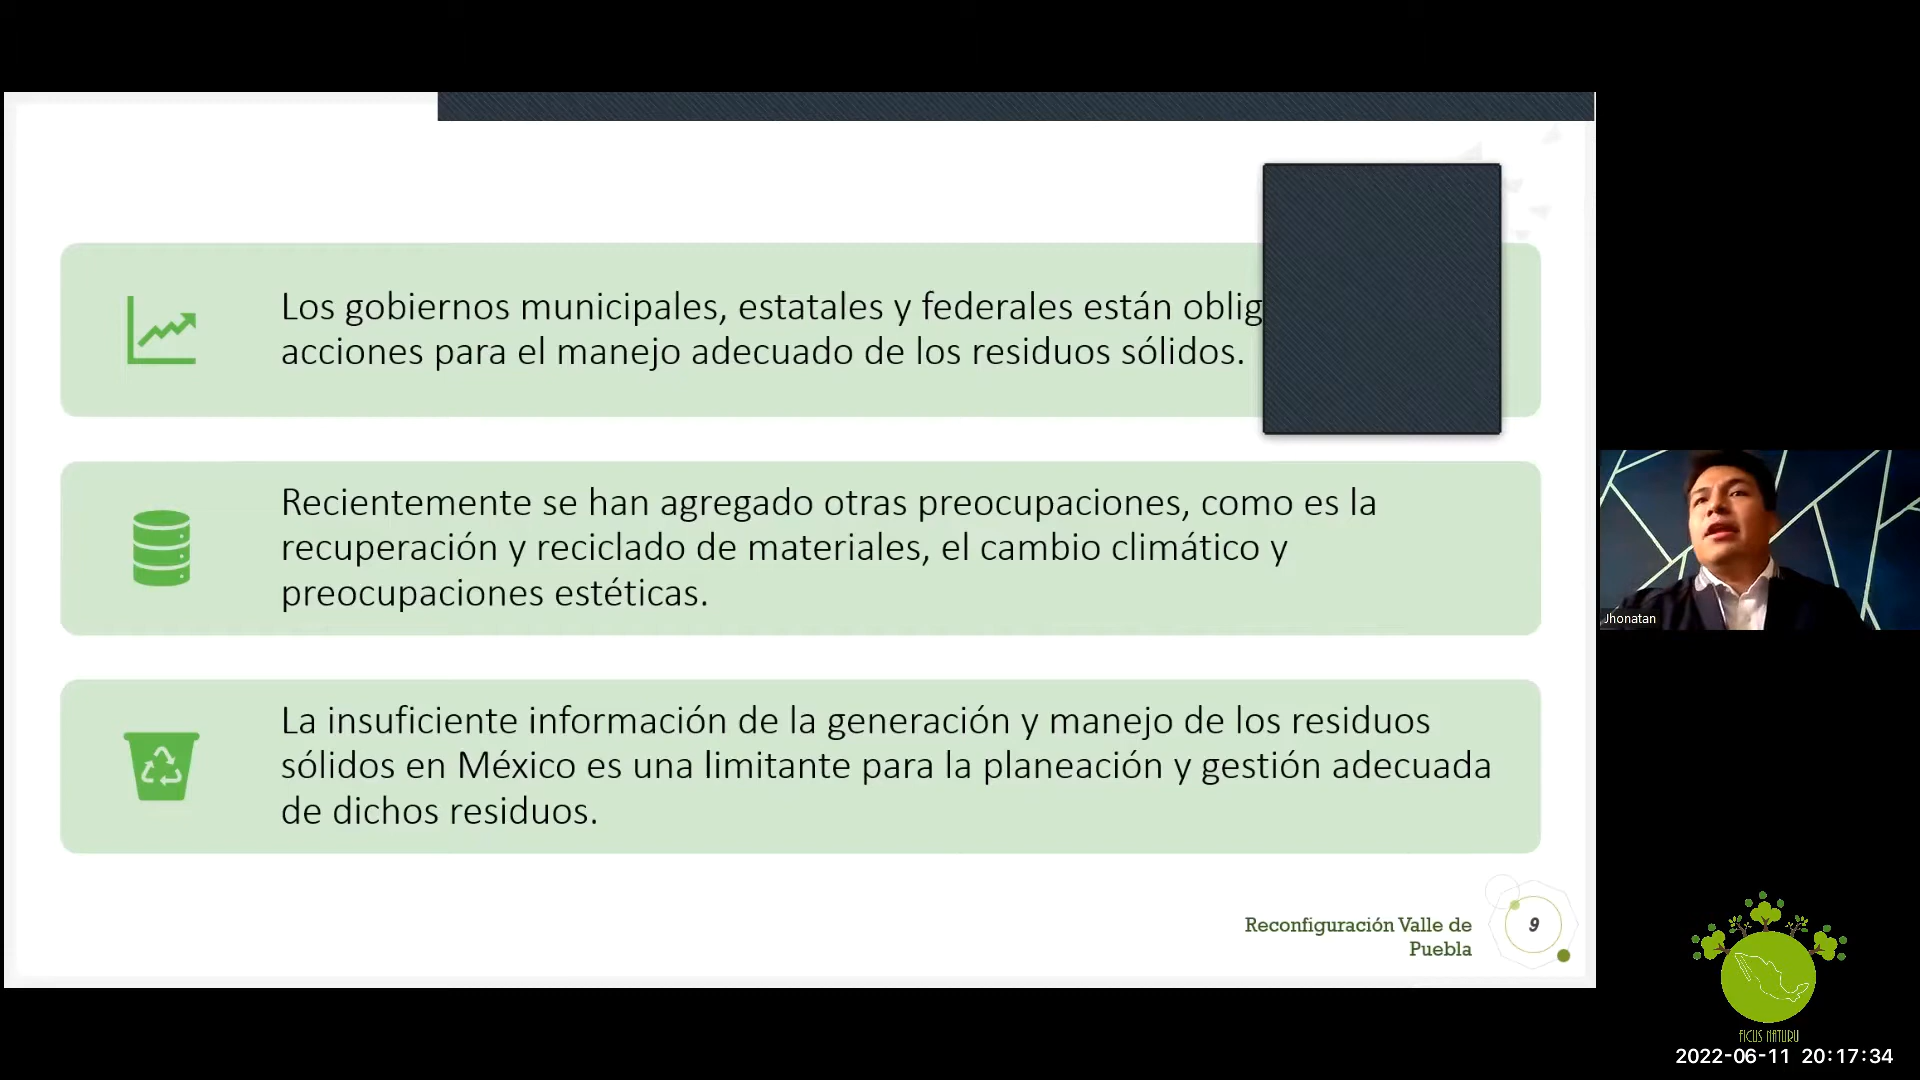 Los gobiernos municipales, estatales y federales están
acciones para el manejo adecuado de los residuos sólidos.
Recientemente se han agregado otras preocupaciones, como es la
recuperación y reciclado de materiales, el cambio climático y
preocupaciones estéticas.
La insuficiente información de la generación y manejo de los residuos
sólidos en México es una limitante para la planeación y gestión adecuada
de dichos residuos.
Jhonatan
Reconfiguración Valle de
Puebla
9
FICUS NATURU
2022-06-11 20:17:34